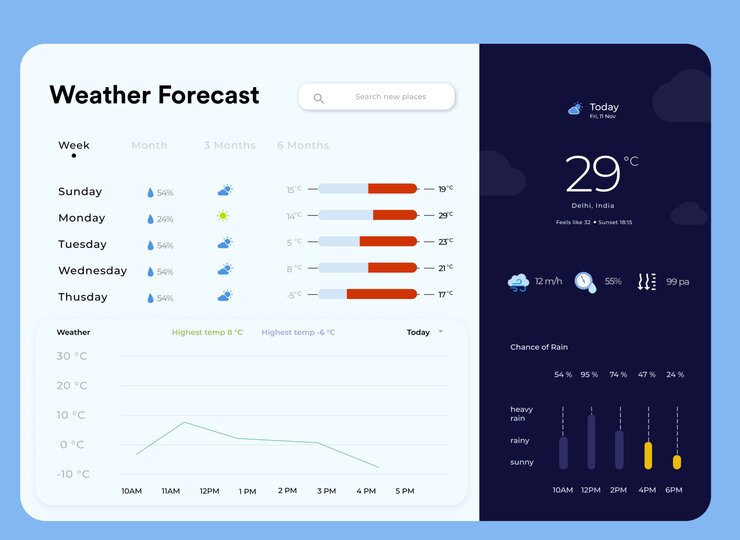 Weather Forecast
Search new places
Week Month 3 Months 6 Months
Sunday 54% 15°C 19°C
Monday 24% 14°C 29°C
Tuesday 54% 5 °C 23°C
Wednesday 54% 8 °C 21°C
Thusday 54% -5°C 17°C
Weather Highest temp 8 °C Highest temp -6 °C Today
30 °C
20 °C
10 °C
0 °C
-10 °C
10AM 11AM 12PM 1 PM 2 PM 3 PM 4 PM 5 PM
Today
Fri, 11 Nov
29°C
Delhi, India
Feels like 32 • Sunset 18:15
12 m/h 55% 99 pa
Chance of Rain
54 % 95 % 74 % 47 % 24 %
heavy
rain
rainy
sunny
10AM 12PM 2PM 4PM 6PM